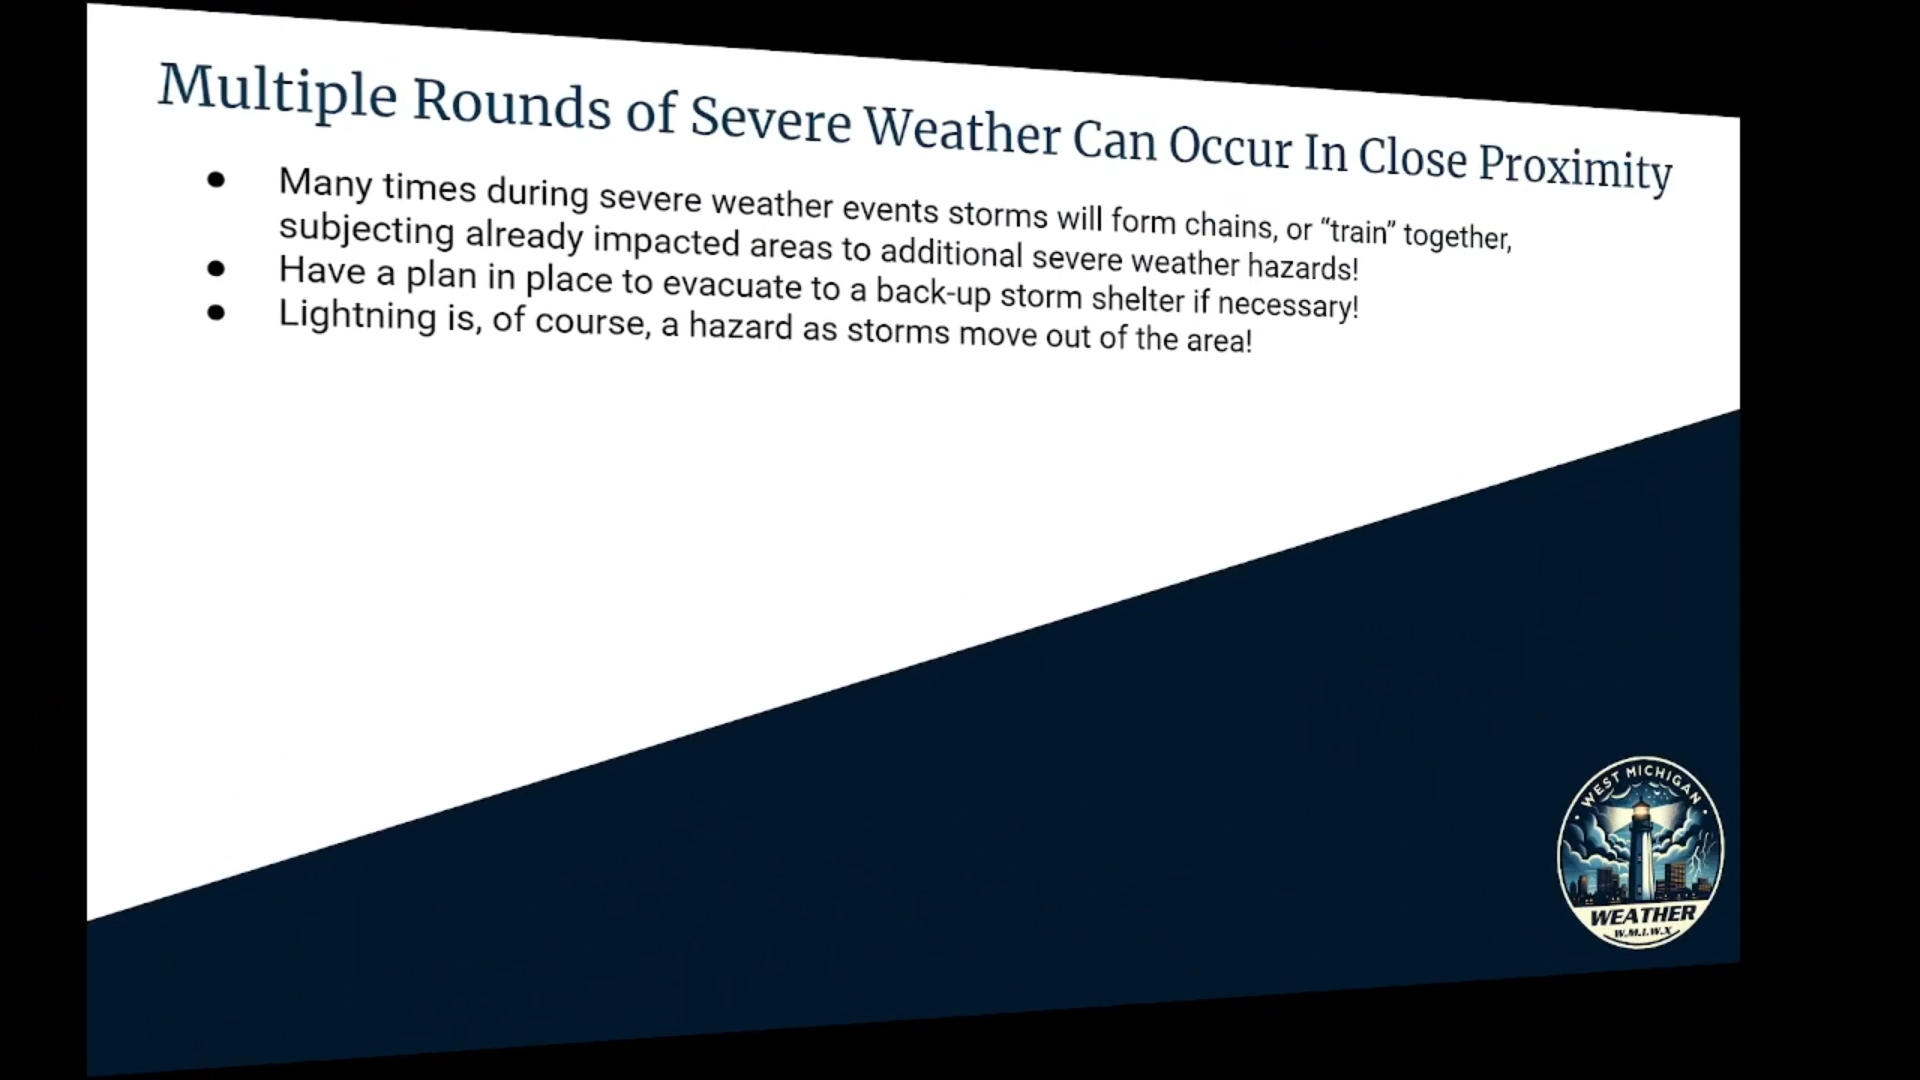 Multiple Rounds of Severe Weather Can Occur In Close Proximity
● Many times during severe weather events storms will form chains, or “train” together,
subjecting already impacted areas to additional severe weather hazards!
● Have a plan in place to evacuate to a back-up storm shelter if necessary!
● Lightning is, of course, a hazard as storms move out of the area!
WEST MICHIGAN
WEATHER
W.M.I.W.X